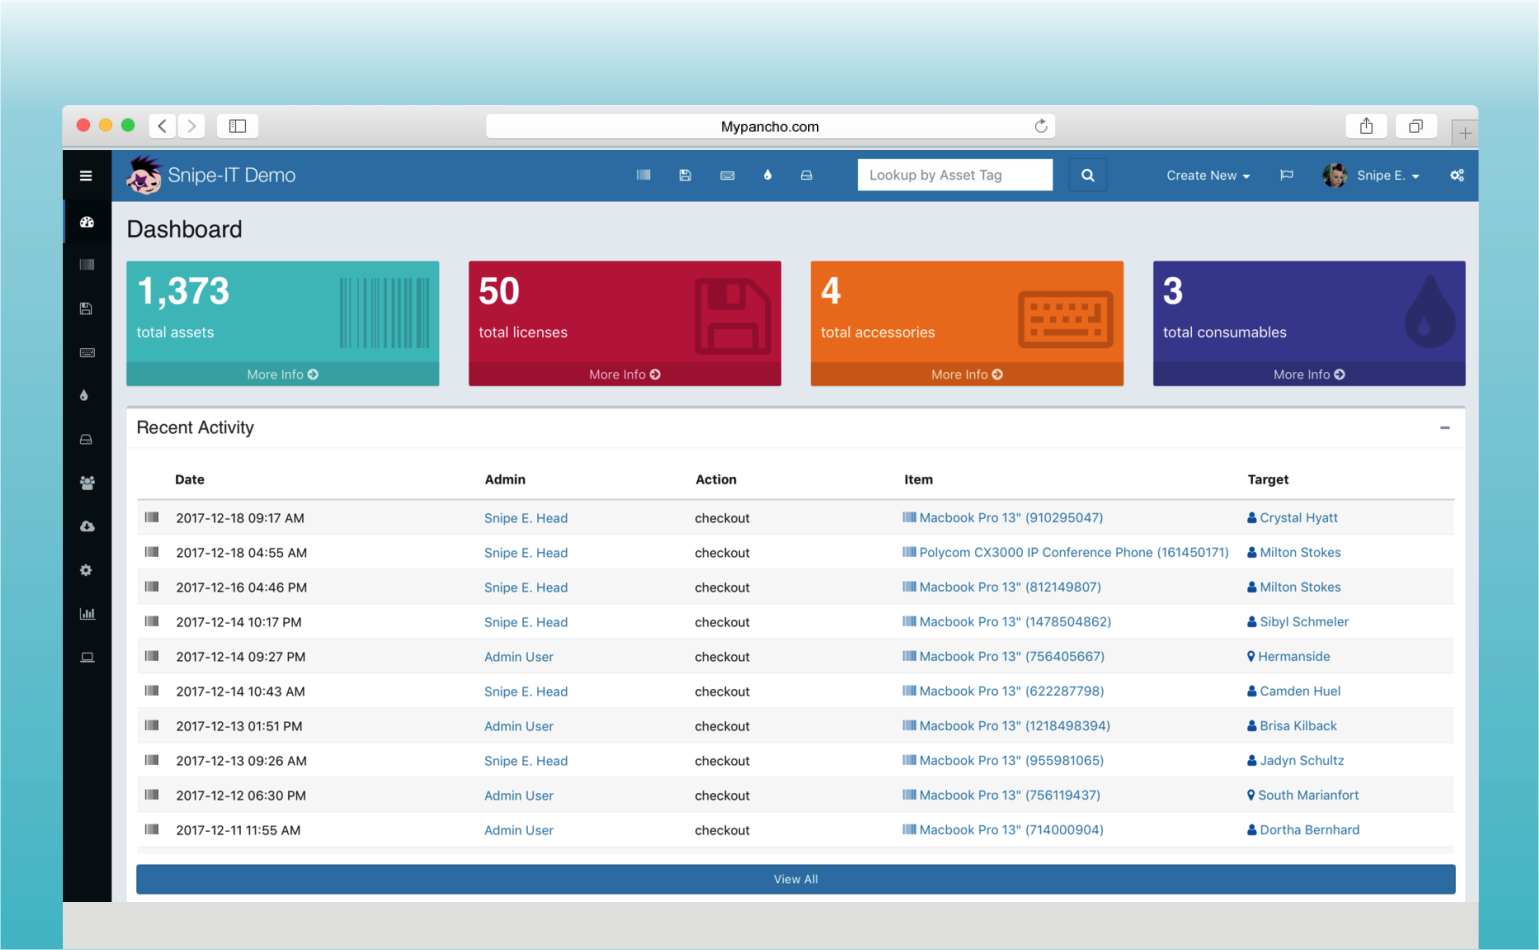 Mypancho.com
Snipe-IT Demo
Lookup by Asset Tag
Create New
Snipe E.
Dashboard
1,373
total assets
More Info
50
total licenses
More Info
4
total accessories
More Info
3
total consumables
More Info
Recent Activity
Date Admin Action Item Target
2017-12-18 09:17 AM Snipe E. Head checkout Macbook Pro 13" (910295047) Crystal Hyatt
2017-12-18 04:55 AM Snipe E. Head checkout Polycom CX3000 IP Conference Phone (161450171) Milton Stokes
2017-12-16 04:46 PM Snipe E. Head checkout Macbook Pro 13" (812149807) Milton Stokes
2017-12-14 10:17 PM Snipe E. Head checkout Macbook Pro 13" (1478504862) Sibyl Schmeler
2017-12-14 09:27 PM Admin User checkout Macbook Pro 13" (756405667) Hermanside
2017-12-14 10:43 AM Snipe E. Head checkout Macbook Pro 13" (622287798) Camden Huel
2017-12-13 01:51 PM Admin User checkout Macbook Pro 13" (1218498394) Brisa Kilback
2017-12-13 09:26 AM Snipe E. Head checkout Macbook Pro 13" (955981065) Jadyn Schultz
2017-12-12 06:30 PM Admin User checkout Macbook Pro 13" (756119437) South Marianfort
2017-12-11 11:55 AM Admin User checkout Macbook Pro 13" (714000904) Dortha Bernhard
View All